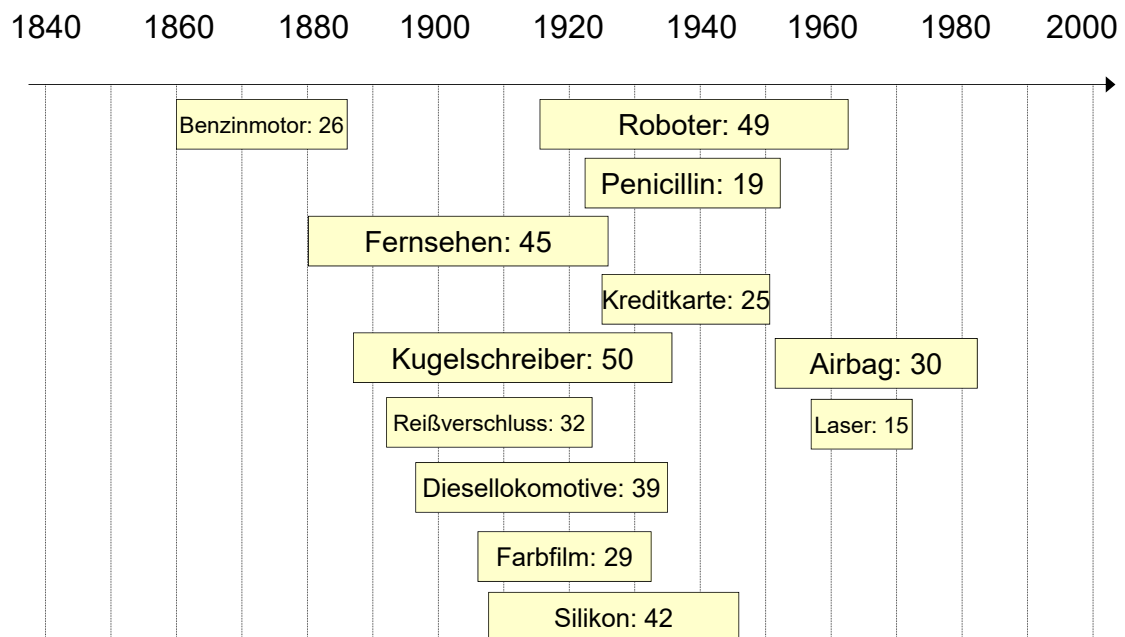 1840 1860 1880 1900 1920 1940 1960 1980 2000
Benzinmotor: 26
Roboter: 49
Penicillin: 19
Fernsehen: 45
Kreditkarte: 25
Kugelschreiber: 50
Airbag: 30
Reißverschluss: 32
Laser: 15
Diesellokomotive: 39
Farbfilm: 29
Silikon: 42